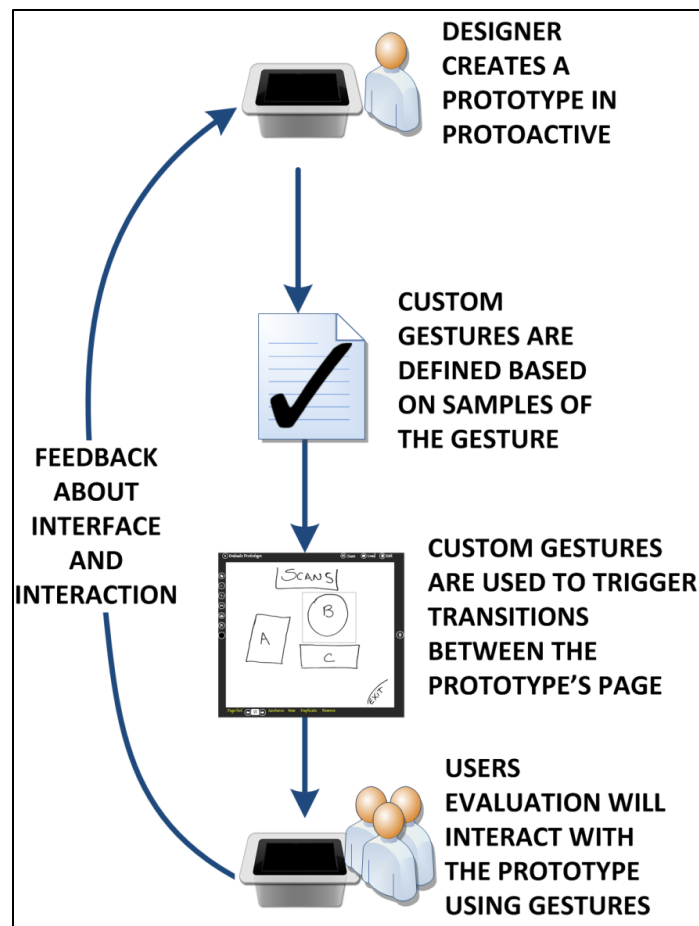 DESIGNER
CREATES A
PROTOTYPE IN
PROTOACTIVE
CUSTOM
GESTURES ARE
DEFINED BASED
ON SAMPLES OF
THE GESTURE
FEEDBACK
ABOUT
INTERFACE
AND
INTERACTION
SCANS
A
B
C
EXIT
CUSTOM GESTURES
ARE USED TO TRIGGER
TRANSITIONS
BETWEEN THE
PROTOTYPE'S PAGE
USERS
EVALUATION WILL
INTERACT WITH
THE PROTOTYPE
USING GESTURES